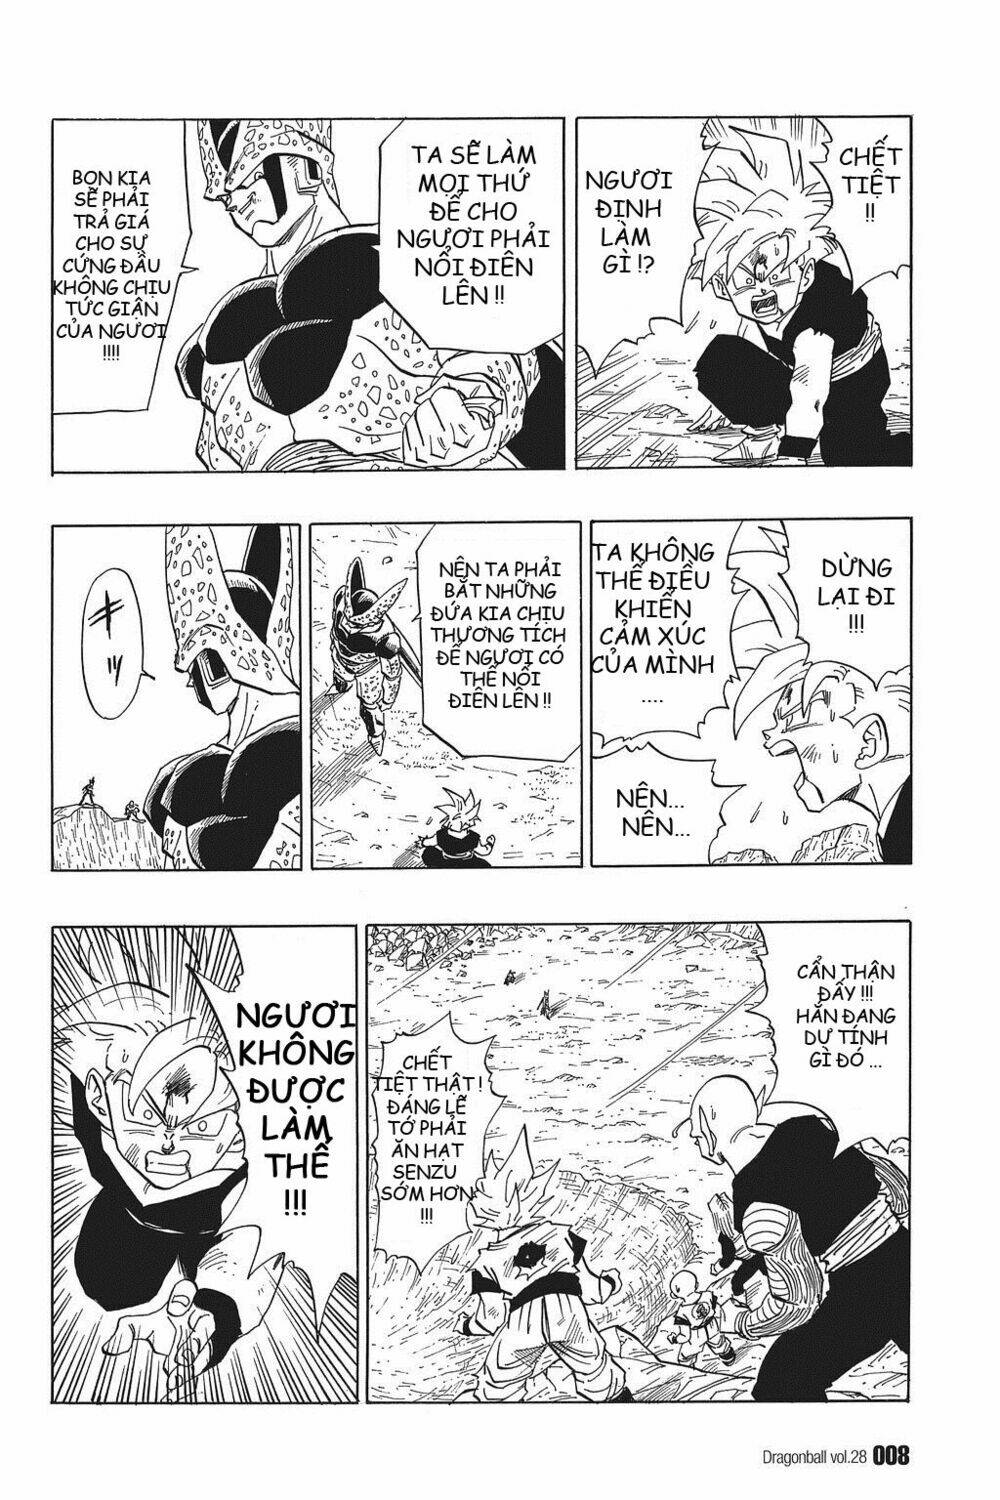 CHẾT
TIỆT
!!
NGƯƠI
ĐỊNH
LÀM
GÌ !?
TA SẼ LÀM
MỌI THỨ
ĐỂ CHO
NGƯƠI PHẢI
NỔI ĐIÊN
LÊN !!
BỌN KIA
SẼ PHẢI
TRẢ GIÁ
CHO SỰ
CỨNG ĐẦU
KHÔNG CHỊU
TỨC GIẬN
CỦA NGƯƠI
!!!!
DỪNG
LẠI ĐI
!!!
TA KHÔNG
THỂ ĐIỀU
KHIỂN
CẢM XÚC
CỦA MÌNH
....
NÊN...
NÊN...
NÊN TA PHẢI
BẮT NHỮNG
ĐỨA KIA CHỊU
THƯƠNG TÍCH
ĐỂ NGƯƠI CÓ
THỂ NỔI
ĐIÊN LÊN !!
キッ
CẨN THẬN
ĐẤY !!!
HẮN ĐANG
DỰ TÍNH
GÌ ĐÓ ...
CHẾT
TIỆT THẬT !
ĐÁNG LẼ
TỚ PHẢI
ĂN HẠT
SENZU
SỚM HƠN
!!!
NGƯƠI
KHÔNG
ĐƯỢC
LÀM
THẾ
!!!
Dragonball vol.28 008